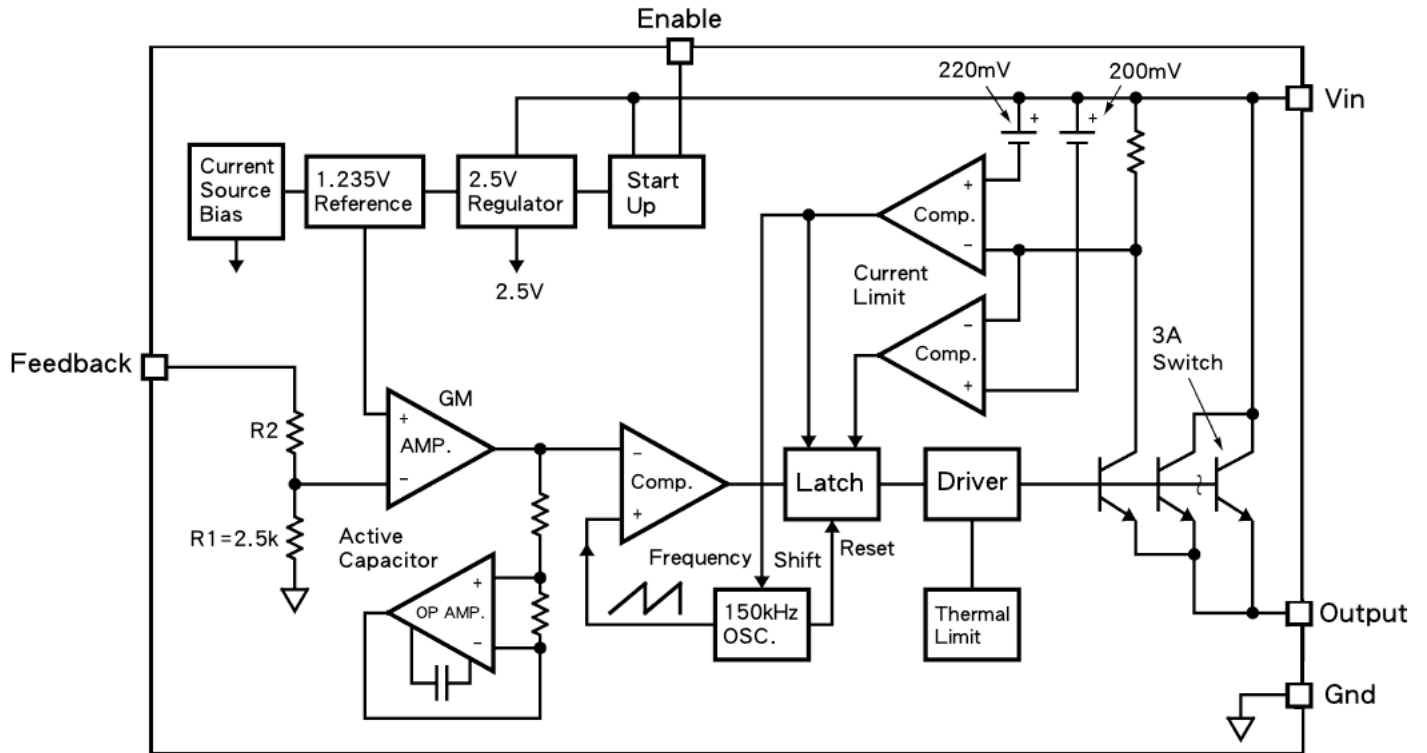 Enable
220mV
200mV
+
+
Vin
Current
Source
Bias
1.235V
Reference
2.5V
Regulator
Start
Up
2.5V
+
Comp.
−
Current
Limit
−
Comp.
+
3A
Switch
Feedback
R2
R1=2.5k
GM
+
AMP.
−
−
Comp.
+
Latch
Driver
Active
Capacitor
+
OP AMP.
−
Frequency
Shift
Reset
150kHz
OSC.
Thermal
Limit
Output
Gnd